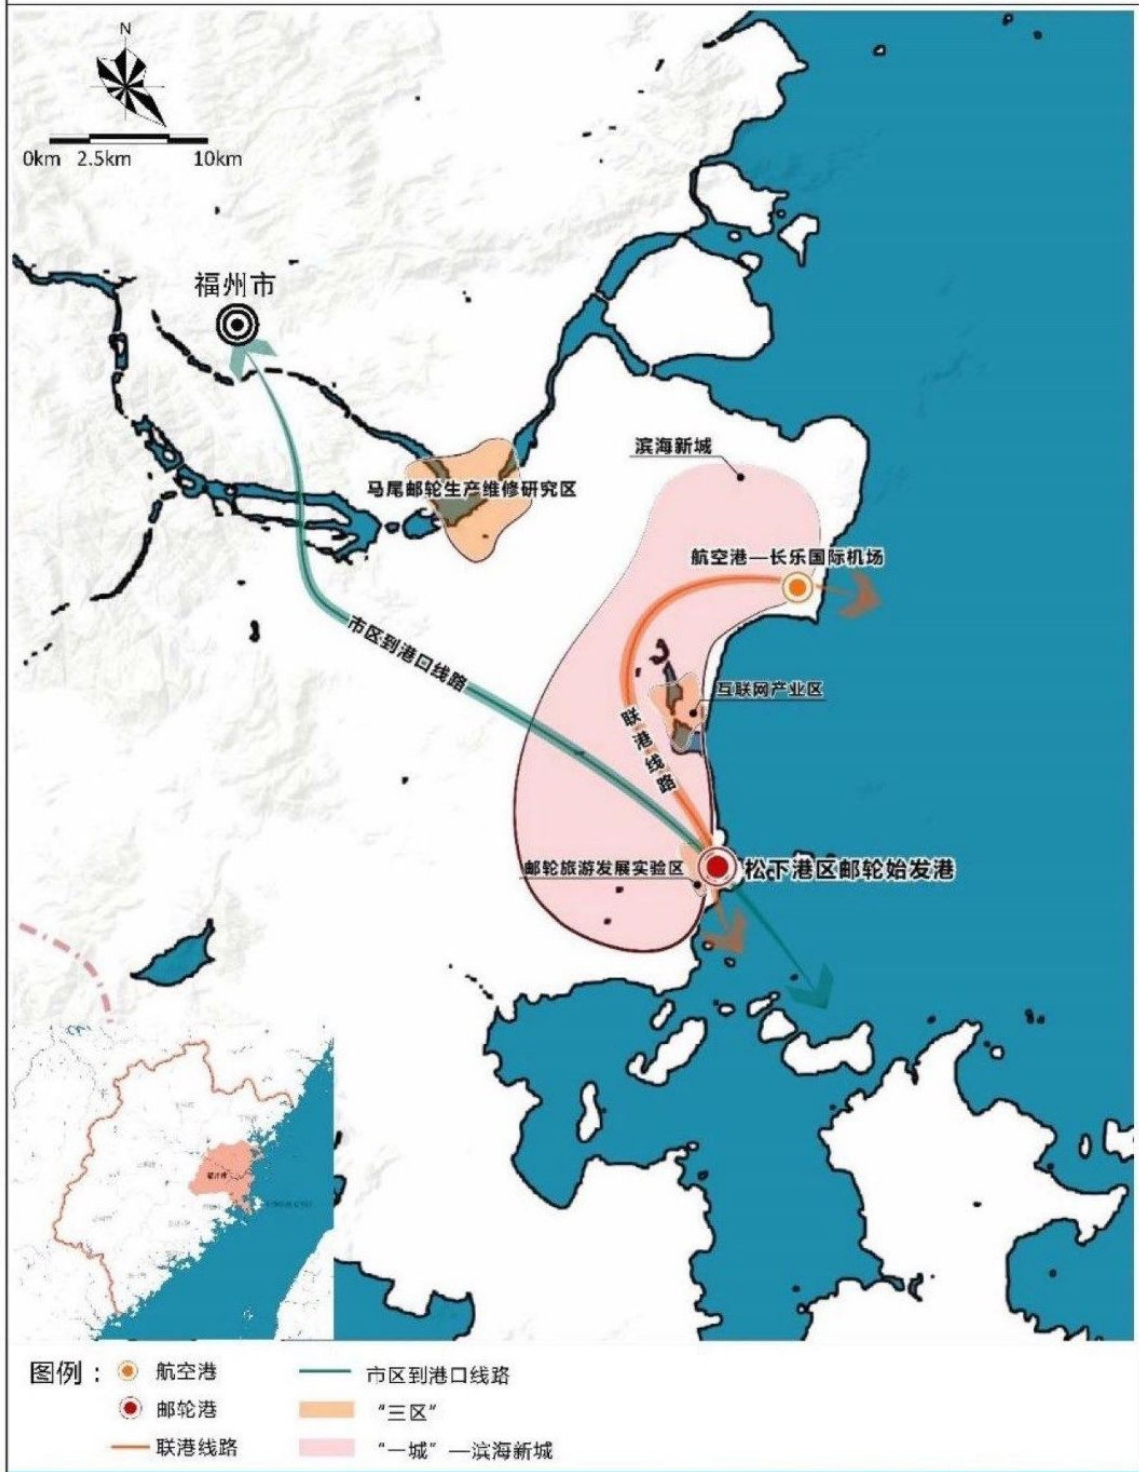 N
0km 2.5km 10km
福州市
滨海新城
马尾邮轮生产维修研究区
航空港—长乐国际机场
市区到港口线路
互联网产业区
联港线路
邮轮旅游发展实验区
松下港区邮轮始发港
图例：
航空港
市区到港口线路
邮轮港
“三区”
联港线路
“一城”—滨海新城